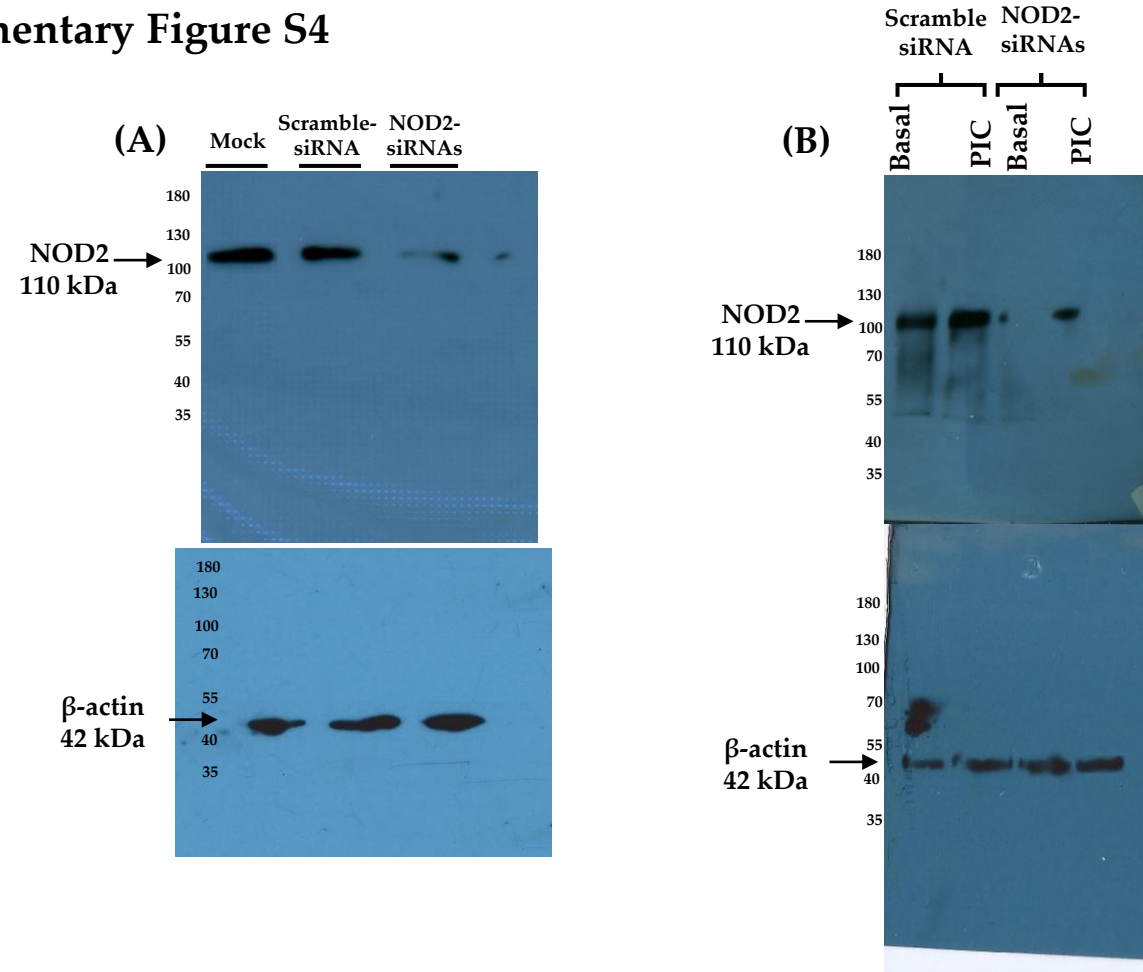 mentary Figure S4
(A)
Mock
Scramble-
siRNA
NOD2-
siRNAs
180
130
100
70
55
40
35
NOD2
110 kDa
180
130
100
70
55
40
35
β-actin
42 kDa
(B)
Scramble
siRNA
NOD2-
siRNAs
Basal
PIC
Basal
PIC
180
130
100
70
55
40
35
NOD2
110 kDa
180
130
100
70
55
40
35
β-actin
42 kDa